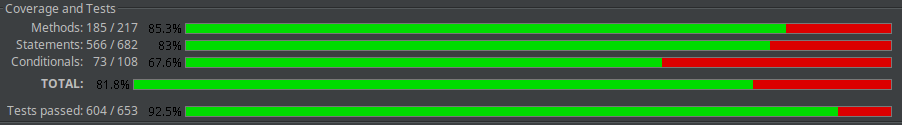 Coverage and Tests
Methods: 185 / 217 85.3%
Statements: 566 / 682 83%
Conditionals: 73 / 108 67.6%
TOTAL: 81.8%
Tests passed: 604 / 653 92.5%